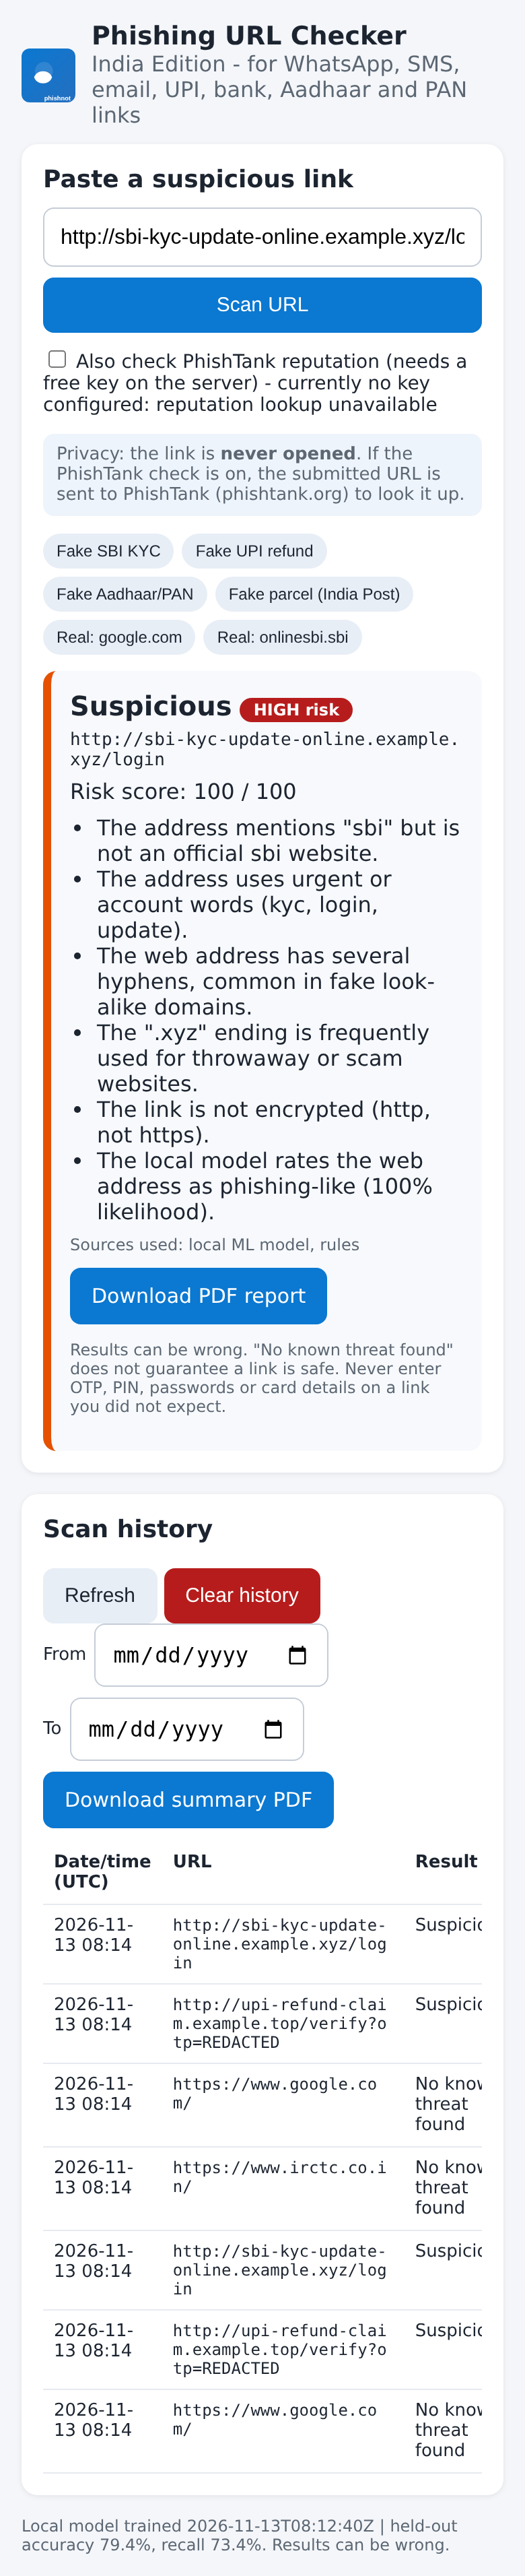 Phishing URL Checker
India Edition - for WhatsApp, SMS,
email, UPI, bank, Aadhaar and PAN
links
phishnot
Paste a suspicious link
http://sbi-kyc-update-online.example.xyz/lo
Scan URL
Also check PhishTank reputation (needs a
free key on the server) - currently no key
configured: reputation lookup unavailable
Privacy: the link is never opened. If the
PhishTank check is on, the submitted URL is
sent to PhishTank (phishtank.org) to look it up.
Fake SBI KYC
Fake UPI refund
Fake Aadhaar/PAN
Fake parcel (India Post)
Real: google.com
Real: onlinesbi.sbi
Suspicious HIGH risk
http://sbi-kyc-update-online.example.
xyz/login
Risk score: 100 / 100
• The address mentions "sbi" but is
not an official sbi website.
• The address uses urgent or
account words (kyc, login,
update).
• The web address has several
hyphens, common in fake look-
alike domains.
• The ".xyz" ending is frequently
used for throwaway or scam
websites.
• The link is not encrypted (http,
not https).
• The local model rates the web
address as phishing-like (100%
likelihood).
Sources used: local ML model, rules
Download PDF report
Results can be wrong. "No known threat found"
does not guarantee a link is safe. Never enter
OTP, PIN, passwords or card details on a link
you did not expect.
Scan history
Refresh
Clear history
From mm/dd/yyyy
To mm/dd/yyyy
Download summary PDF
Date/time URL Result
(UTC)
2026-11- http://sbi-kyc-update- Suspicio
13 08:14 online.example.xyz/log
in
2026-11- http://upi-refund-clai Suspicio
13 08:14 m.example.top/verify?o
tp=REDACTED
2026-11- https://www.google.co No know
13 08:14 m/ threat
found
2026-11- https://www.irctc.co.i No know
13 08:14 n/ threat
found
2026-11- http://sbi-kyc-update- Suspicio
13 08:14 online.example.xyz/log
in
2026-11- http://upi-refund-clai Suspicio
13 08:14 m.example.top/verify?o
tp=REDACTED
2026-11- https://www.google.co No know
13 08:14 m/ threat
found
Local model trained 2026-11-13T08:12:40Z | held-out
accuracy 79.4%, recall 73.4%. Results can be wrong.